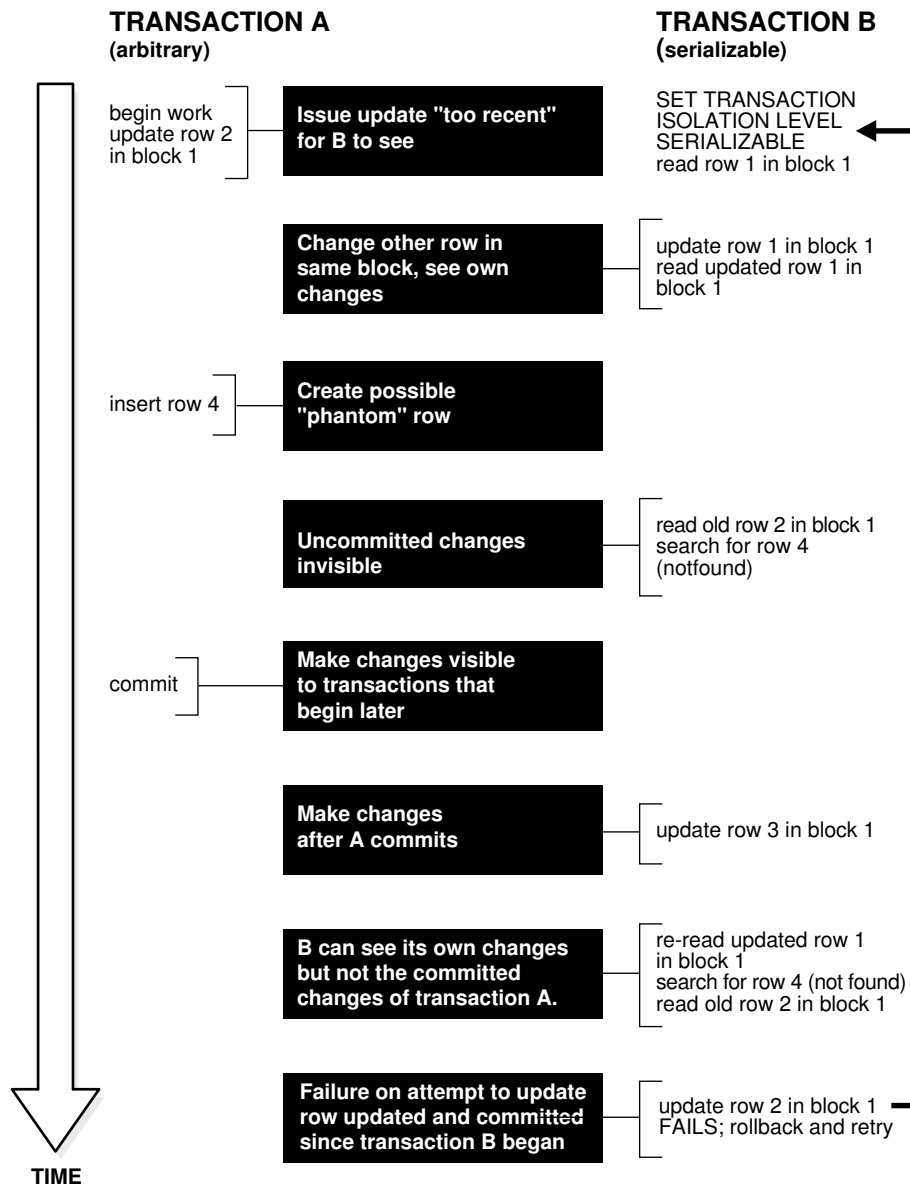 TRANSACTION A
(arbitrary)
TRANSACTION B
(serializable)
begin work
update row 2
in block 1
Issue update "too recent"
for B to see
SET TRANSACTION
ISOLATION LEVEL
SERIALIZABLE
read row 1 in block 1
Change other row in
same block, see own
changes
update row 1 in block 1
read updated row 1 in
block 1
insert row 4
Create possible
"phantom" row
Uncommitted changes
invisible
read old row 2 in block 1
search for row 4
(notfound)
commit
Make changes visible
to transactions that
begin later
Make changes
after A commits
update row 3 in block 1
B can see its own changes
but not the committed
changes of transaction A.
re-read updated row 1
in block 1
search for row 4 (not found)
read old row 2 in block 1
Failure on attempt to update
row updated and committed
since transaction B began
update row 2 in block 1
FAILS; rollback and retry
TIME